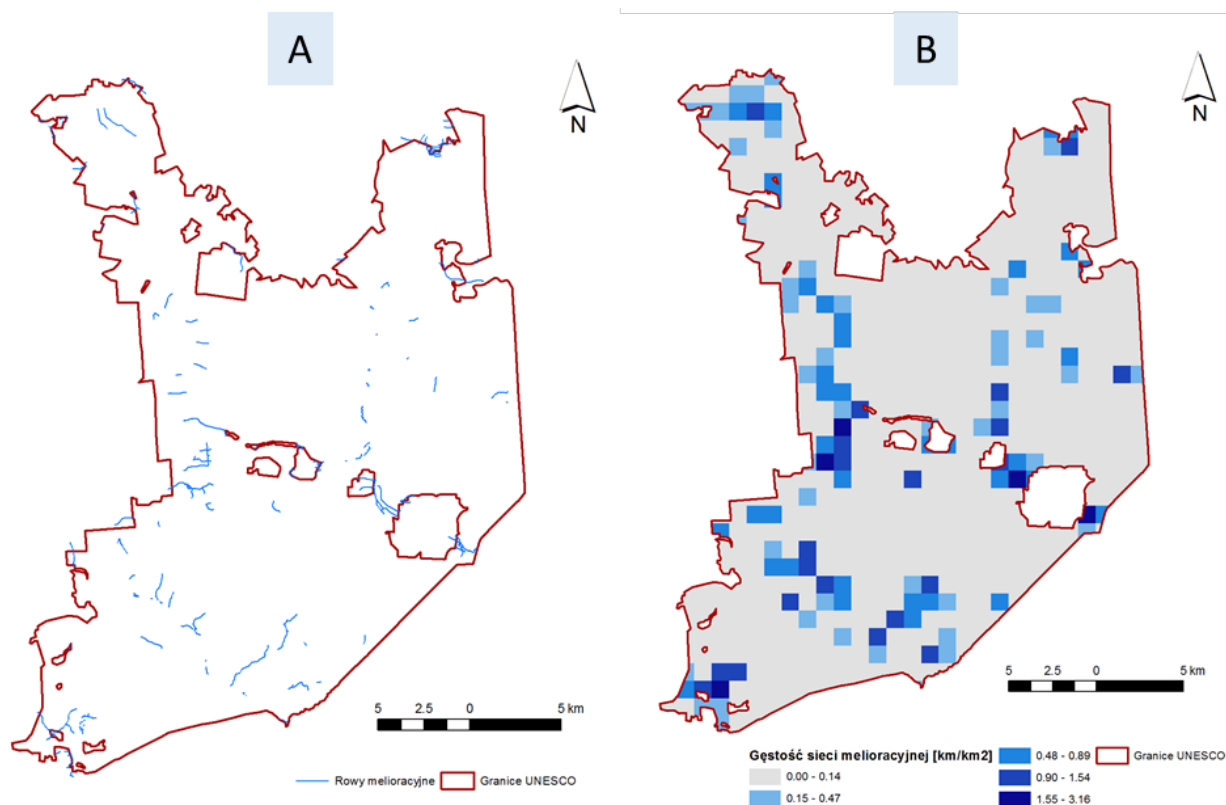 A
B
N
N
5 2.5 0 5 km
5 2.5 0 5 km
Rowy melioracyjne Granice UNESCO
Gęstość sieci melioracyjnej [km/km2]
0.00 - 0.14
0.15 - 0.47
0.48 - 0.89
0.90 - 1.54
1.55 - 3.16
Granice UNESCO